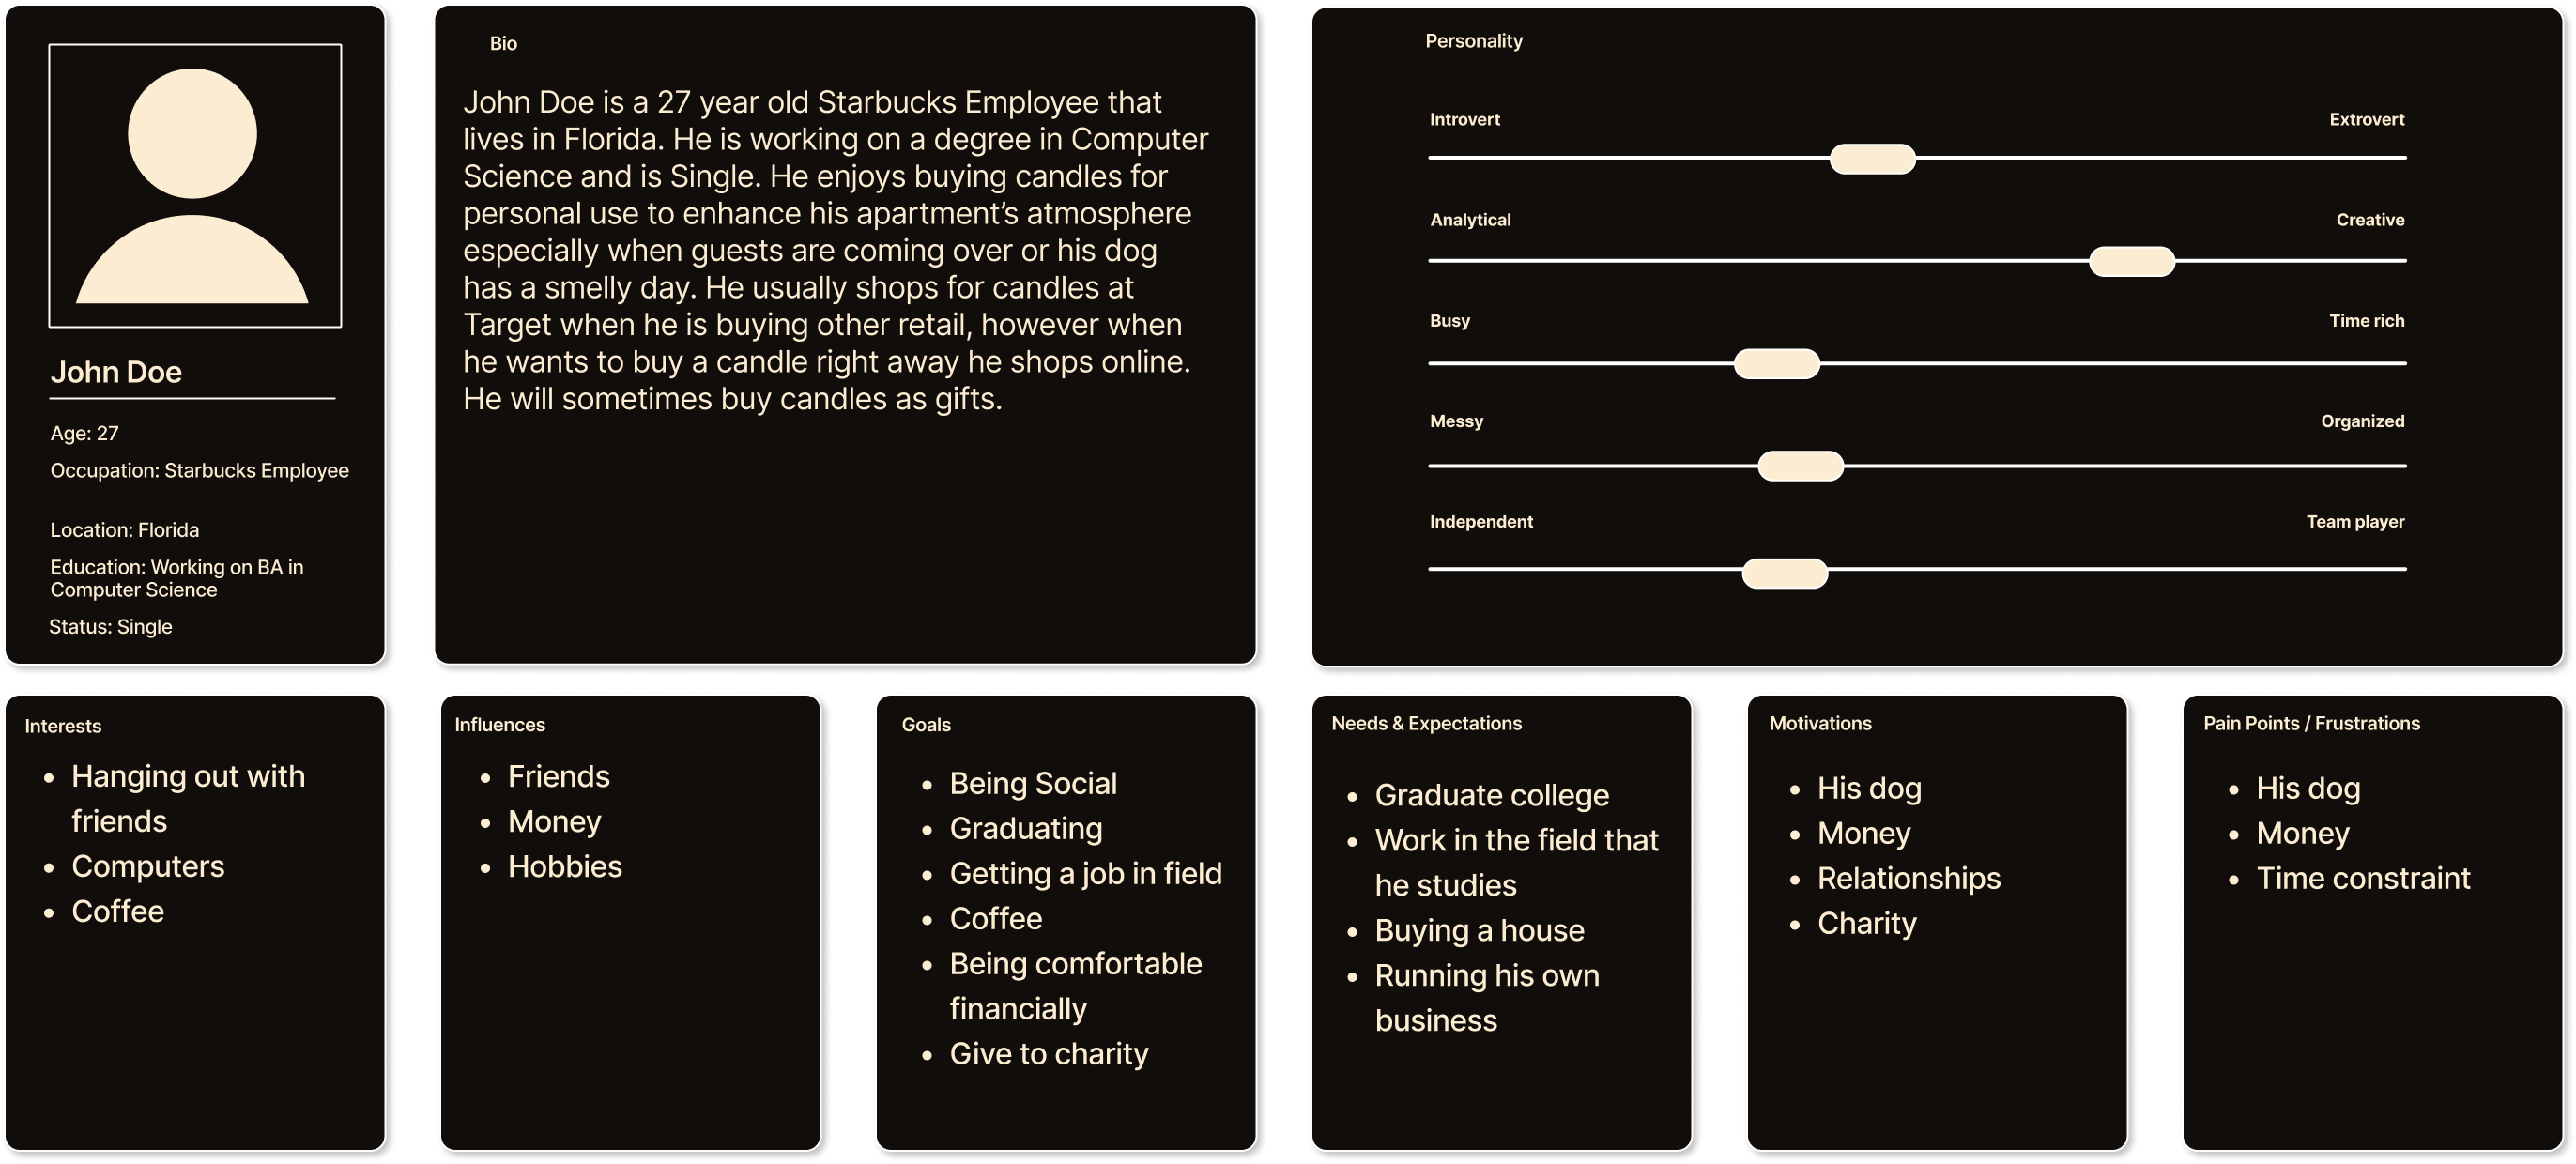 John Doe
Age: 27
Occupation: Starbucks Employee
Location: Florida
Education: Working on BA in
Computer Science
Status: Single
Bio
John Doe is a 27 year old Starbucks Employee that
lives in Florida. He is working on a degree in Computer
Science and is Single. He enjoys buying candles for
personal use to enhance his apartment’s atmosphere
especially when guests are coming over or his dog
has a smelly day. He usually shops for candles at
Target when he is buying other retail, however when
he wants to buy a candle right away he shops online.
He will sometimes buy candles as gifts.
Personality
Introvert Extrovert
Analytical Creative
Busy Time rich
Messy Organized
Independent Team player
Interests
• Hanging out with
friends
• Computers
• Coffee
Influences
• Friends
• Money
• Hobbies
Goals
• Being Social
• Graduating
• Getting a job in field
• Coffee
• Being comfortable
financially
• Give to charity
Needs & Expectations
• Graduate college
• Work in the field that
he studies
• Buying a house
• Running his own
business
Motivations
• His dog
• Money
• Relationships
• Charity
Pain Points / Frustrations
• His dog
• Money
• Time constraint